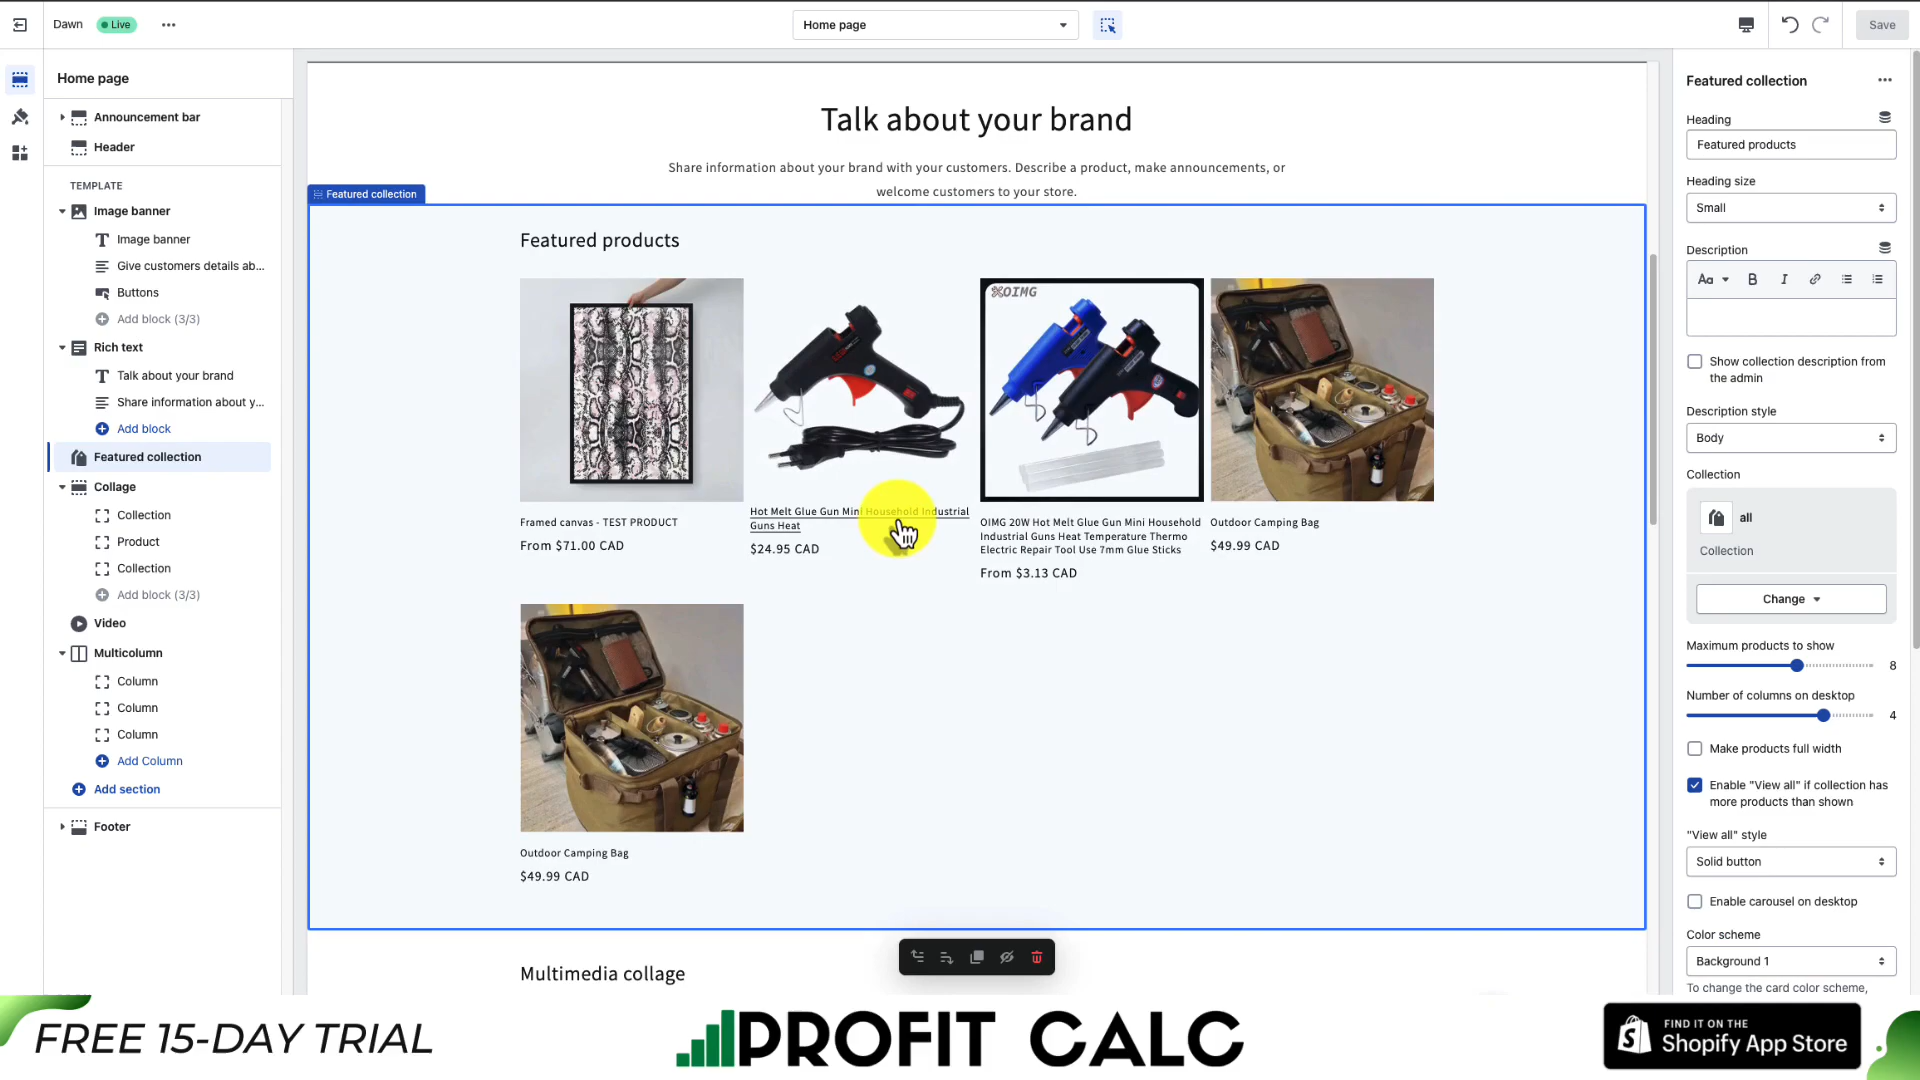 Dawn
Live
Home page
Save
Home page
Announcement bar
Header
TEMPLATE
Image banner
Image banner
Give customers details ab...
Buttons
Add block (3/3)
Rich text
Talk about your brand
Share information about y...
Add block
Featured collection
Collage
Collection
Product
Collection
Add block (3/3)
Video
Multicolumn
Column
Column
Column
Add Column
Add section
Footer
Talk about your brand
Share information about your brand with your customers. Describe a product, make announcements, or
welcome customers to your store.
Featured collection
Featured products
OIMG
Framed canvas - TEST PRODUCT
From $71.00 CAD
Hot Melt Glue Gun Mini Household Industrial
Guns Heat
$24.95 CAD
OIMG 20W Hot Melt Glue Gun Mini Household
Industrial Guns Heat Temperature Thermo
Electric Repair Tool Use 7mm Glue Sticks
From $3.13 CAD
Outdoor Camping Bag
$49.99 CAD
Outdoor Camping Bag
$49.99 CAD
Multimedia collage
Featured collection
Heading
Featured products
Heading size
Small
Description
Aa
B
I
Show collection description from
the admin
Description style
Body
Collection
all
Collection
Change
Maximum products to show
8
Number of columns on desktop
4
Make products full width
Enable "View all" if collection has
more products than shown
"View all" style
Solid button
Enable carousel on desktop
Color scheme
Background 1
To change the card color scheme,
FREE 15-DAY TRIAL
PROFIT CALC
FIND IT ON THE
Shopify App Store